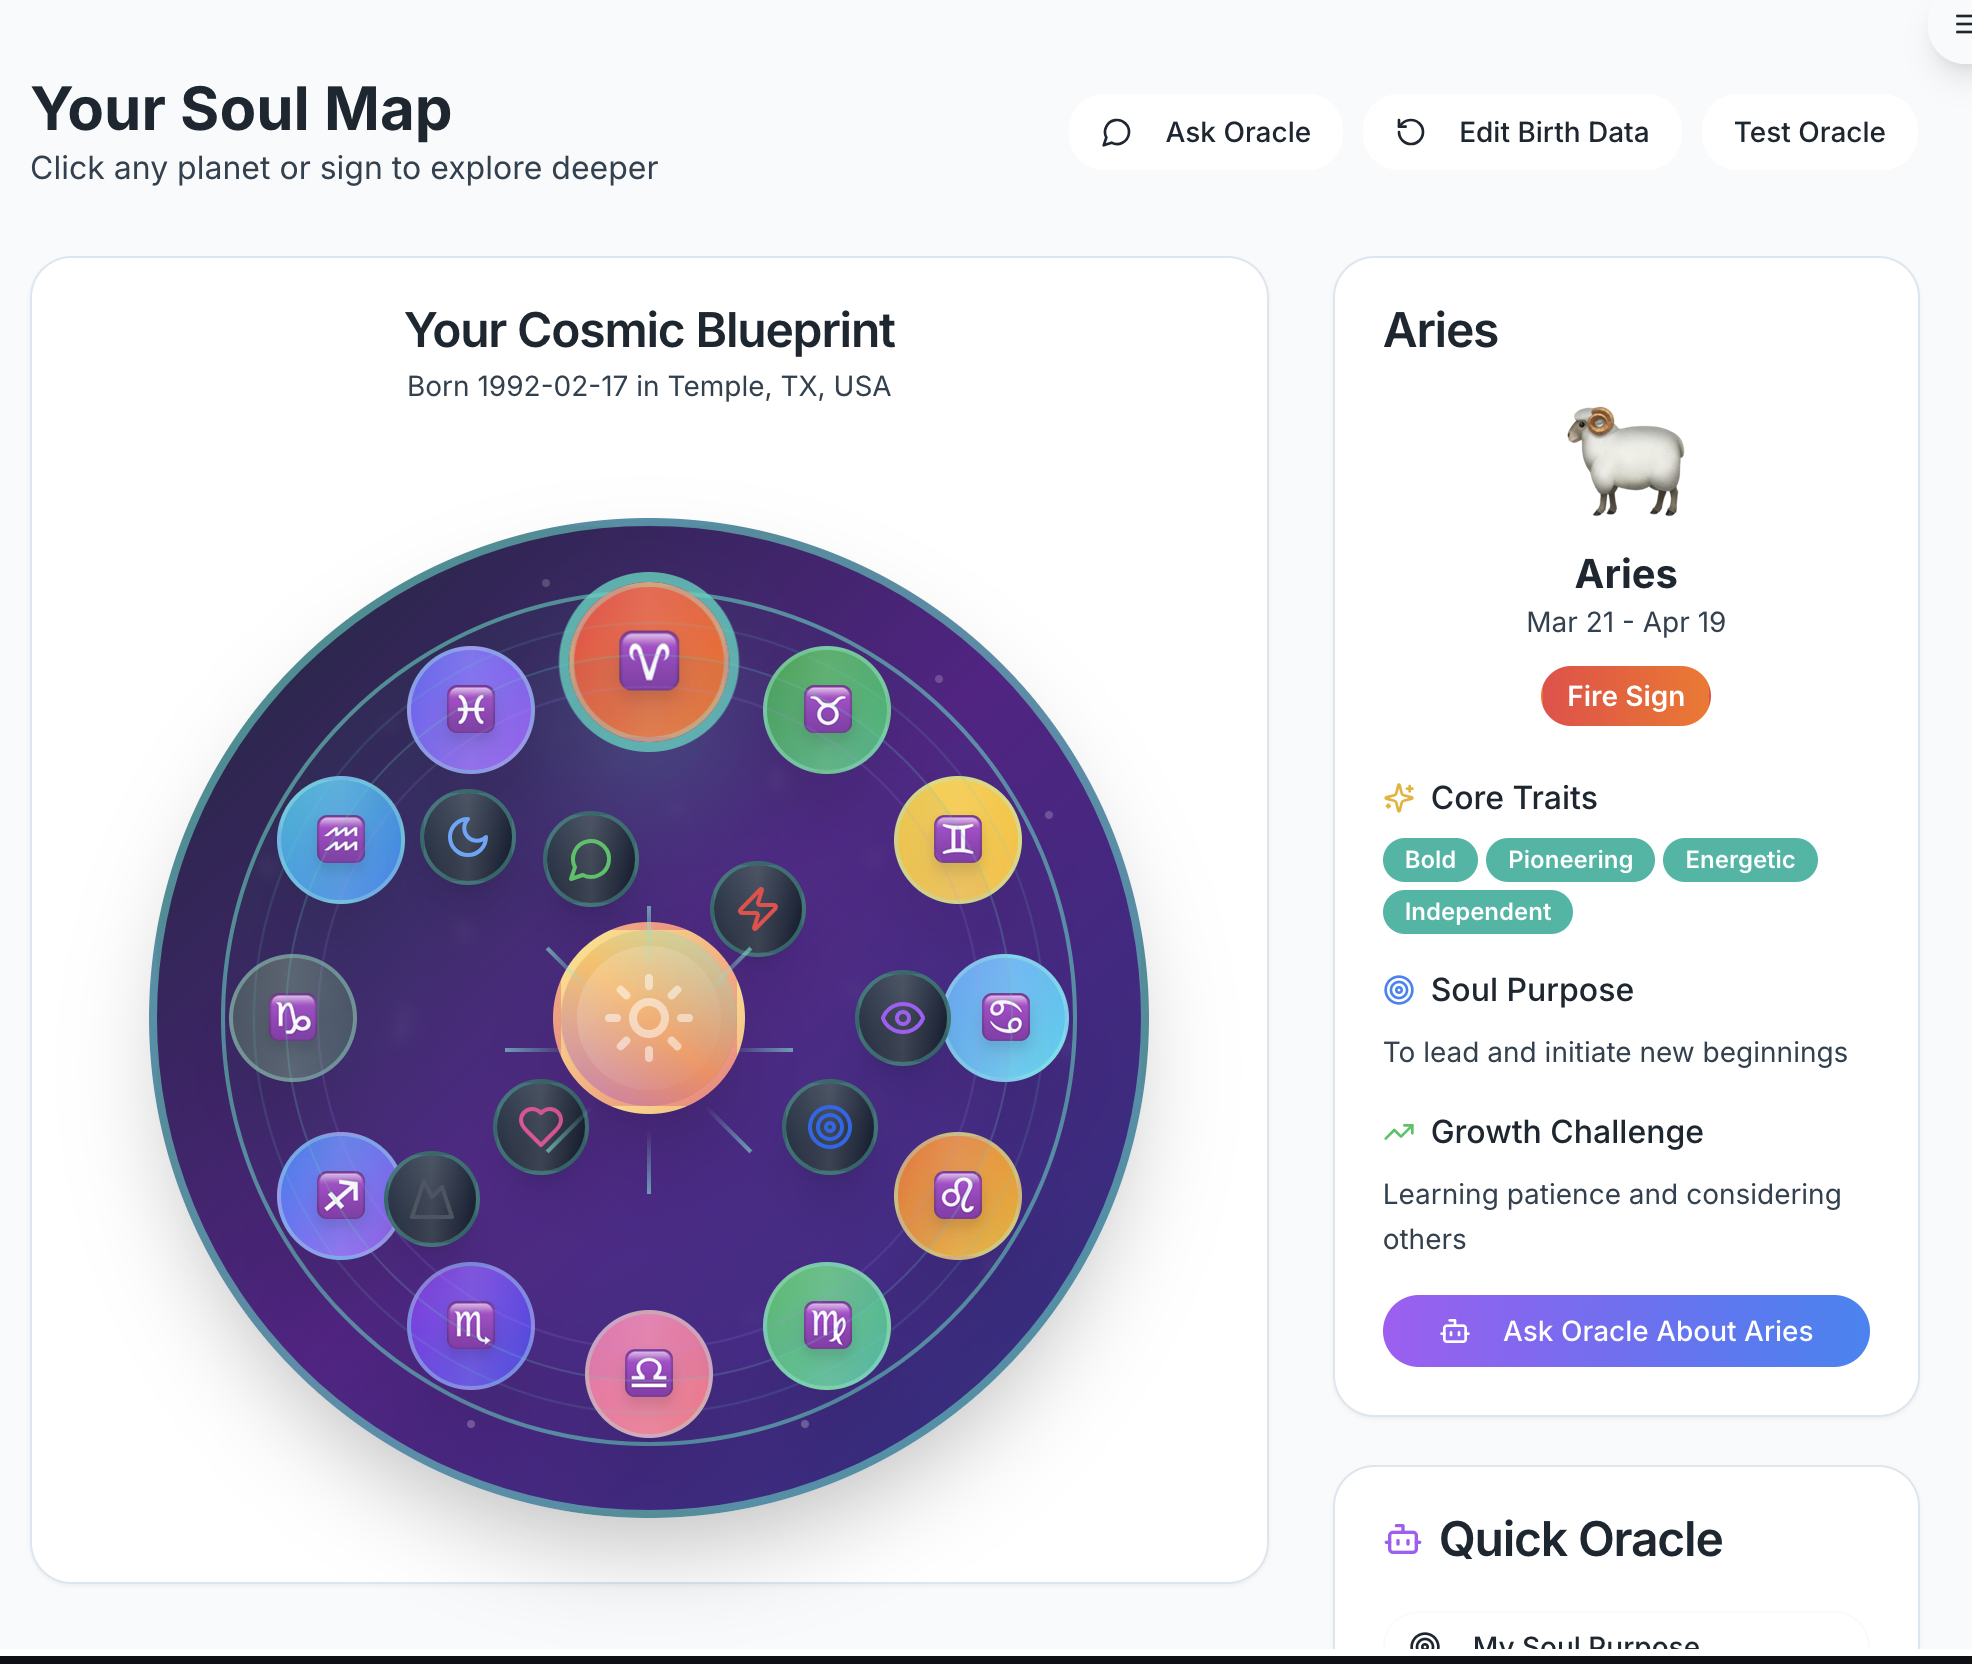 Your Soul Map
Click any planet or sign to explore deeper
Ask Oracle
Edit Birth Data
Test Oracle
Your Cosmic Blueprint
Born 1992-02-17 in Temple, TX, USA
♈
♓
♉
♒
♊
♑
♋
♐
♌
♏
♍
♎
Aries
Aries
Mar 21 - Apr 19
Fire Sign
Core Traits
Bold Pioneering Energetic
Independent
Soul Purpose
To lead and initiate new beginnings
Growth Challenge
Learning patience and considering
others
Ask Oracle About Aries
Quick Oracle
My Soul Purpose